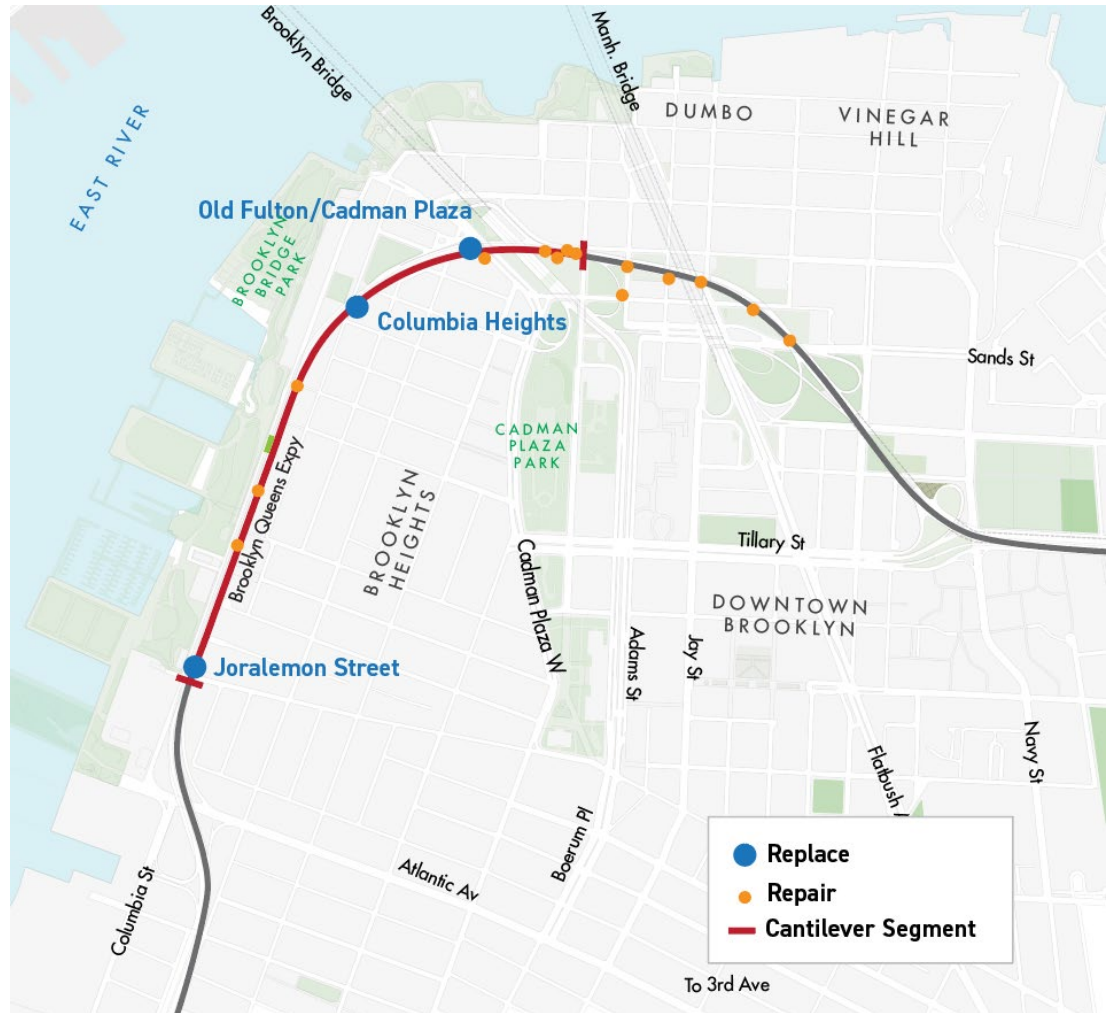 Brooklyn Bridge
Manh. Bridge
DUMBO
VINEGAR
HILL
EAST RIVER
Old Fulton/Cadman Plaza
BROOKLYN
BRIDGE
PARK
Columbia Heights
Sands St
CADMAN
PLAZA
PARK
Brooklyn Queens Expy
BROOKLYN
HEIGHTS
Tillary St
Cadman Plaza W
DOWNTOWN
BROOKLYN
Adams St
Jay St
Joralemon Street
Navy St
Flatbush
Boerum Pl
Atlantic Av
Columbia St
To 3rd Ave
Replace
Repair
Cantilever Segment